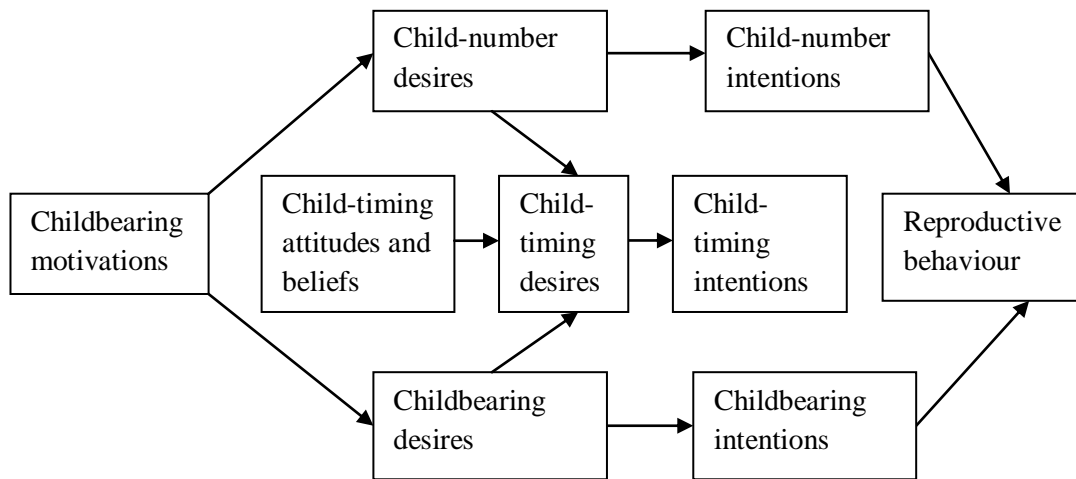 Child-number
desires
Child-number
intentions
Childbearing
motivations
Child-timing
attitudes and
beliefs
Child-
timing
desires
Child-
timing
intentions
Reproductive
behaviour
Childbearing
desires
Childbearing
intentions